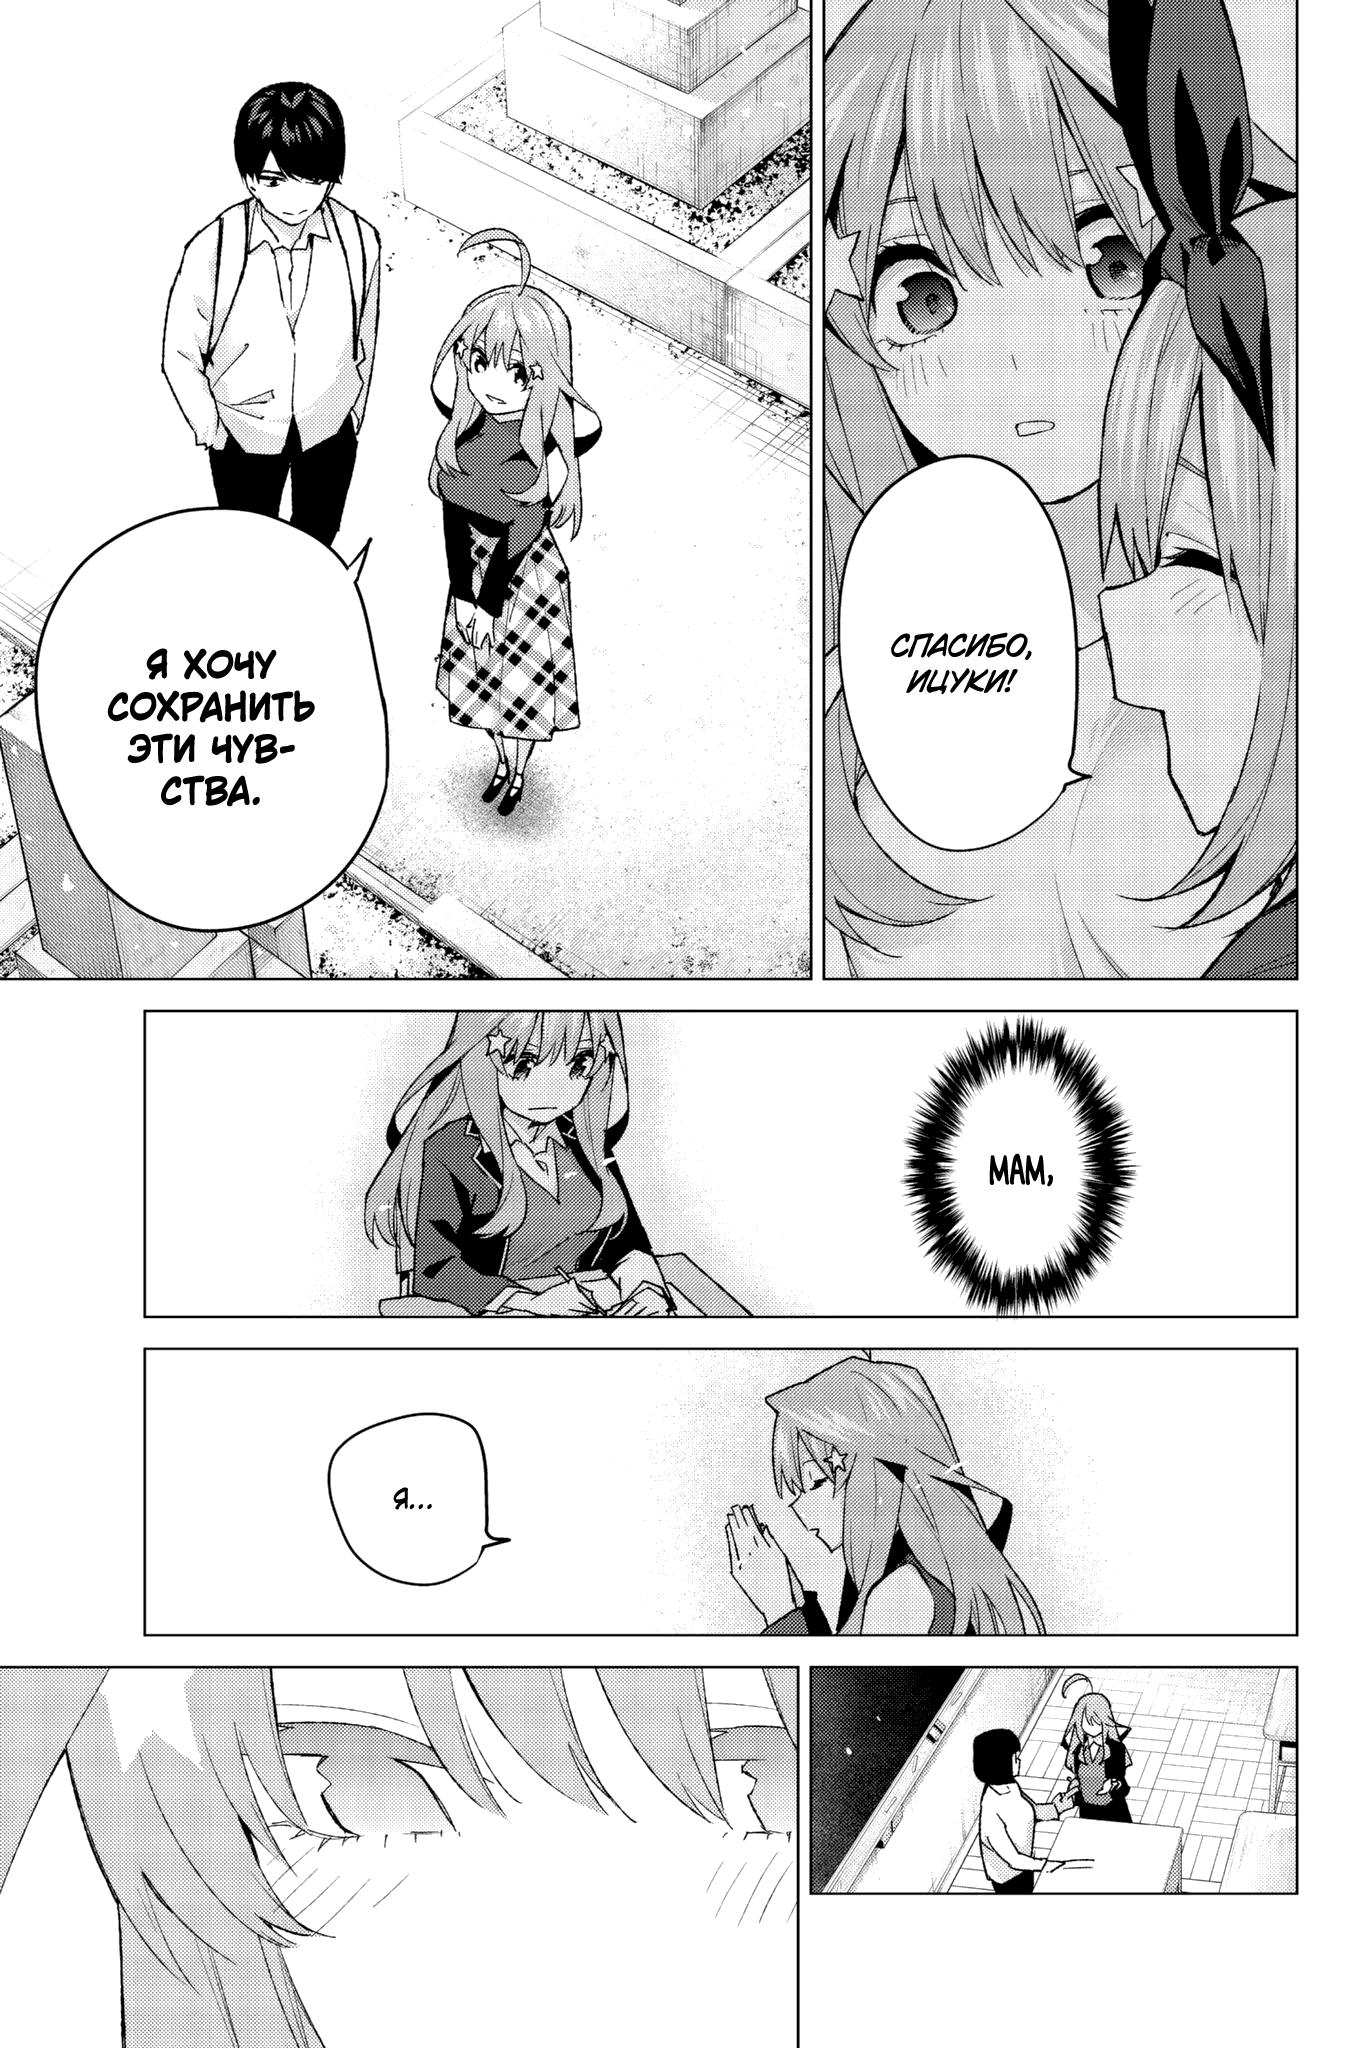 СПАСИБО,
ИЦУКИ!
Я ХОЧУ
СОХРАНИТЬ
ЭТИ ЧУВ-
СТВА.
МАМ,
Я...